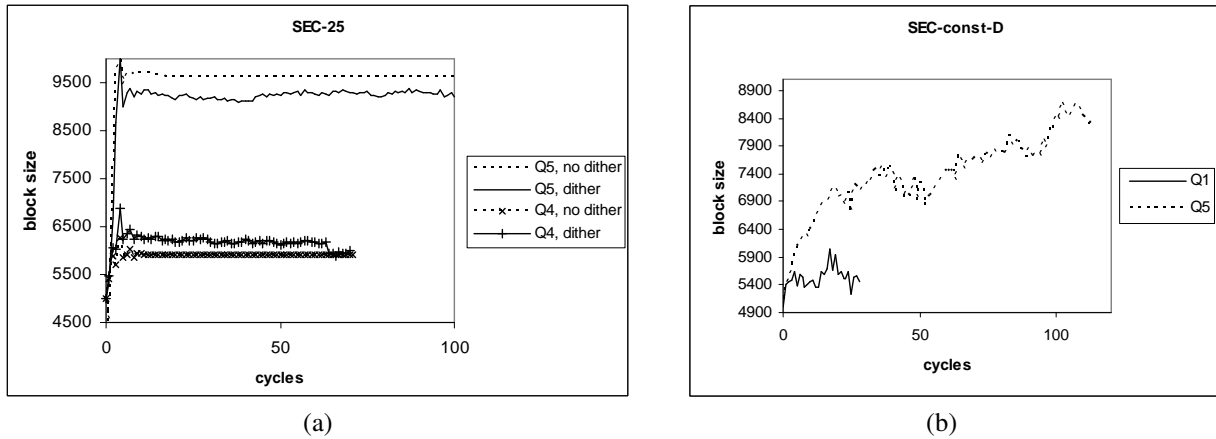 SEC-25
block size
9500
8500
7500
6500
5500
4500
0
50
100
cycles
Q5, no dither
Q5, dither
Q4, no dither
Q4, dither
(a)
SEC-const-D
block size
8900
8400
7900
7400
6900
6400
5900
5400
4900
0
50
100
cycles
Q1
Q5
(b)